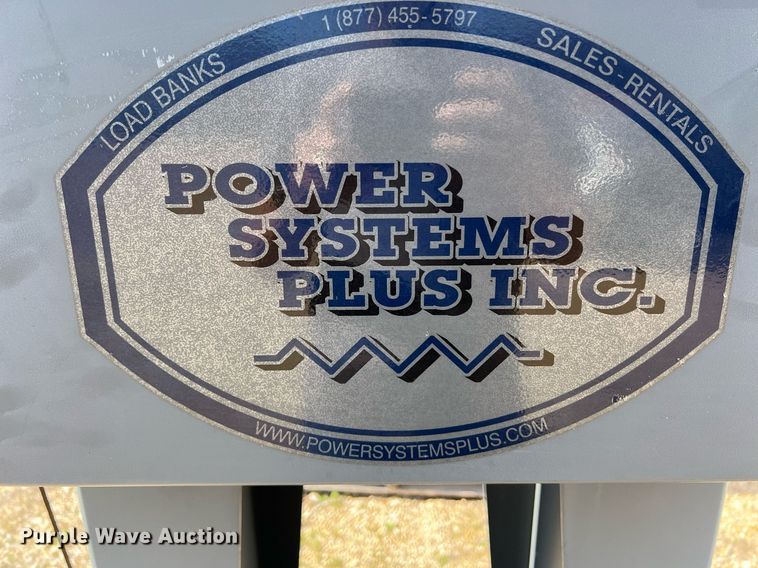 1 (877) 455-5797
LOAD BANKS
SALES-RENTALS
POWER
SYSTEMS
PLUS INC.
WWW.POWERSYSTEMSPLUS.COM
Purple Wave Auction